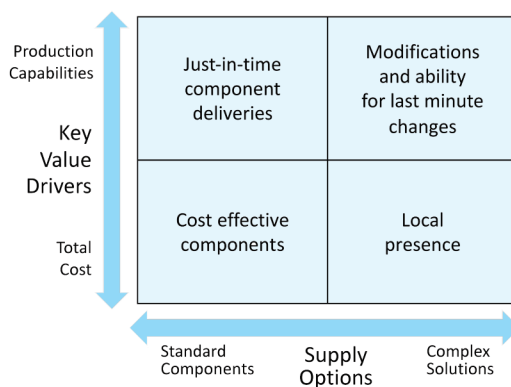 Production
Capabilities
Key
Value
Drivers
Total
Cost
Just-in-time
component
deliveries
Modifications
and ability
for last minute
changes
Cost effective
components
Local
presence
Standard
Components
Supply
Options
Complex
Solutions